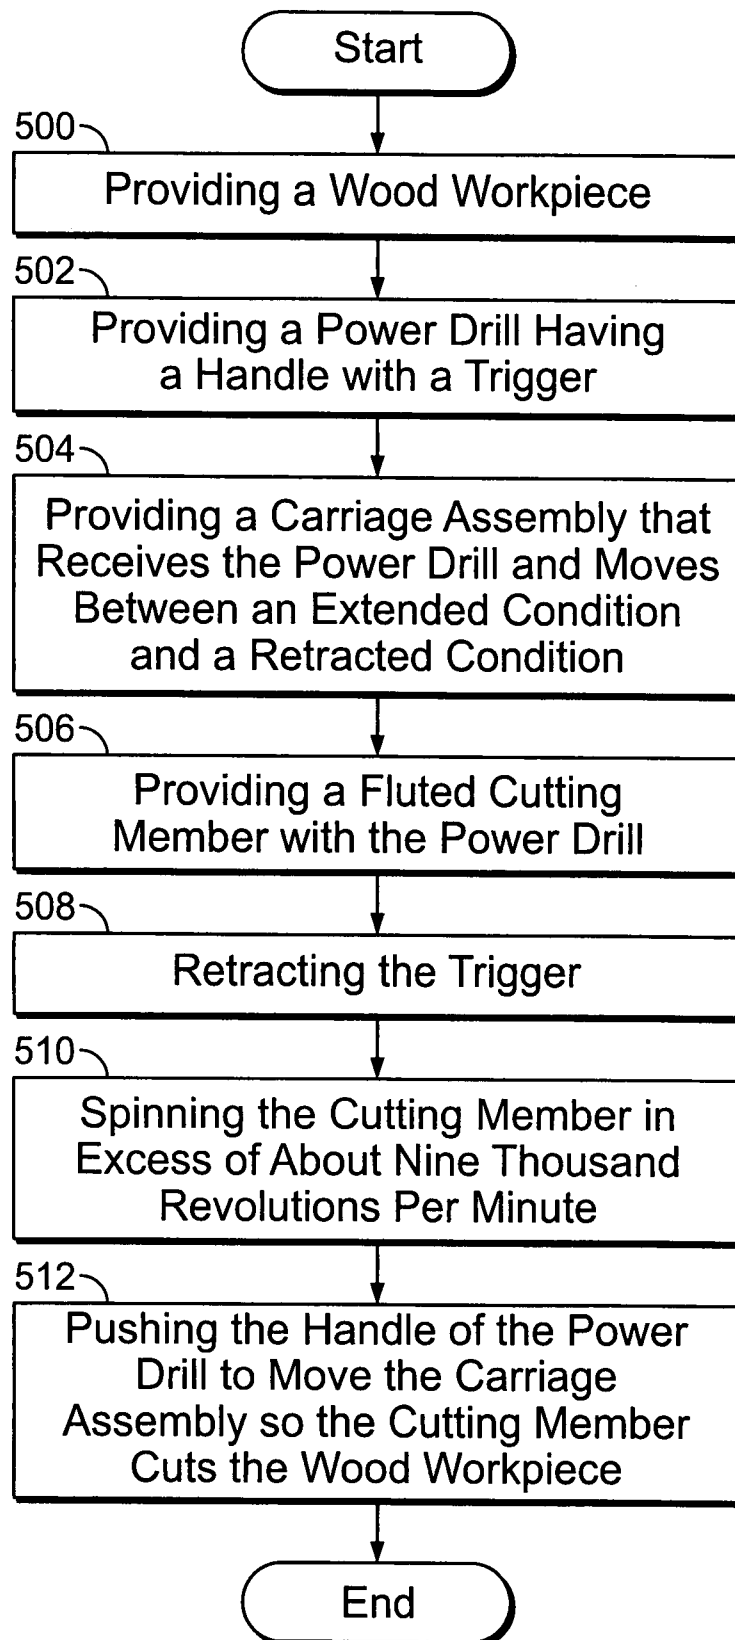 Start
500
Providing a Wood Workpiece
502
Providing a Power Drill Having
a Handle with a Trigger
504
Providing a Carriage Assembly that
Receives the Power Drill and Moves
Between an Extended Condition
and a Retracted Condition
506
Providing a Fluted Cutting
Member with the Power Drill
508
Retracting the Trigger
510
Spinning the Cutting Member in
Excess of About Nine Thousand
Revolutions Per Minute
512
Pushing the Handle of the Power
Drill to Move the Carriage
Assembly so the Cutting Member
Cuts the Wood Workpiece
End